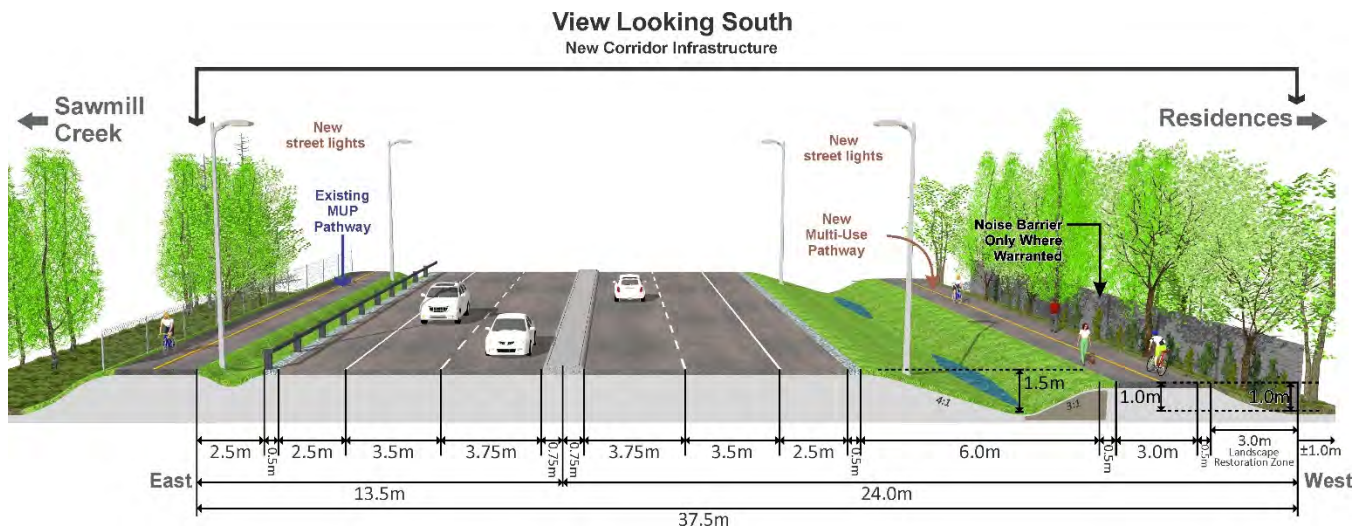 View Looking South
New Corridor Infrastructure
Sawmill
Creek
Residences
New
street lights
New
street lights
Existing
MUP
Pathway
New
Multi-Use
Pathway
Noise Barrier
Only Where
Warranted
1.5m
4:1
3:1
1.0m
1.0m
2.5m
0.5m
2.5m
3.5m
3.75m
0.75m
0.75m
3.75m
3.5m
2.5m
0.5m
6.0m
0.5m
3.0m
0.5m
3.0m
Landscape
Restoration Zone
±1.0m
East
13.5m
24.0m
West
37.5m